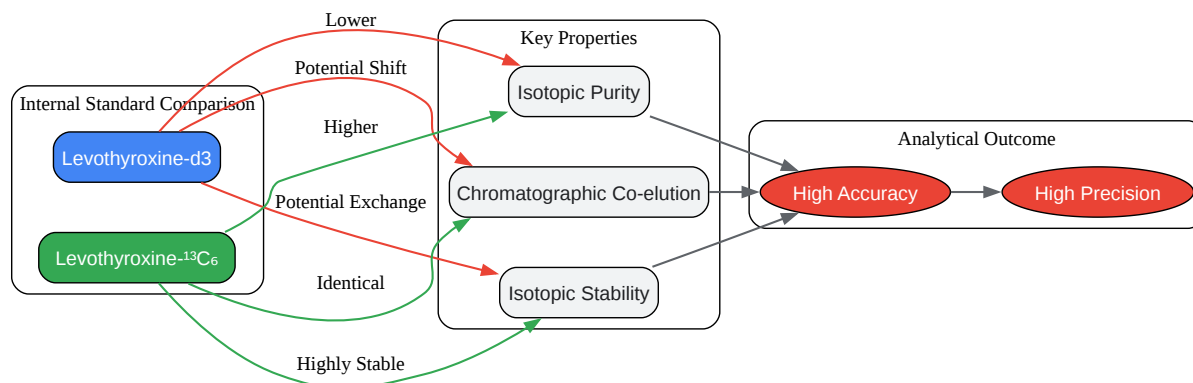 Lower
Key Properties
Potential Shift
Isotopic Purity
Internal Standard Comparison
Higher
Analytical Outcome
Levothyroxine-d3
Chromatographic Co-elution
High Accuracy
High Precision
Potential Exchange
Levothyroxine-¹³C₆
Identical
Isotopic Stability
Highly Stable